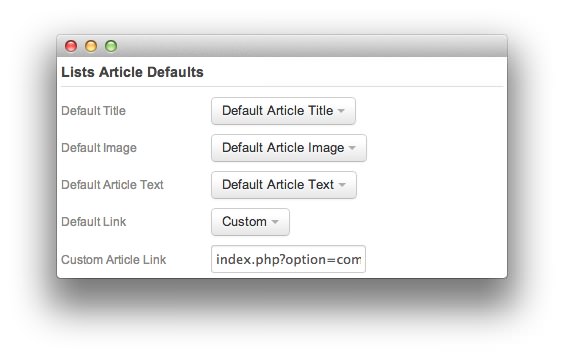 Lists Article Defaults
Default Title Default Article Title
Default Image Default Article Image
Default Article Text Default Article Text
Default Link Custom
Custom Article Link index.php?option=com